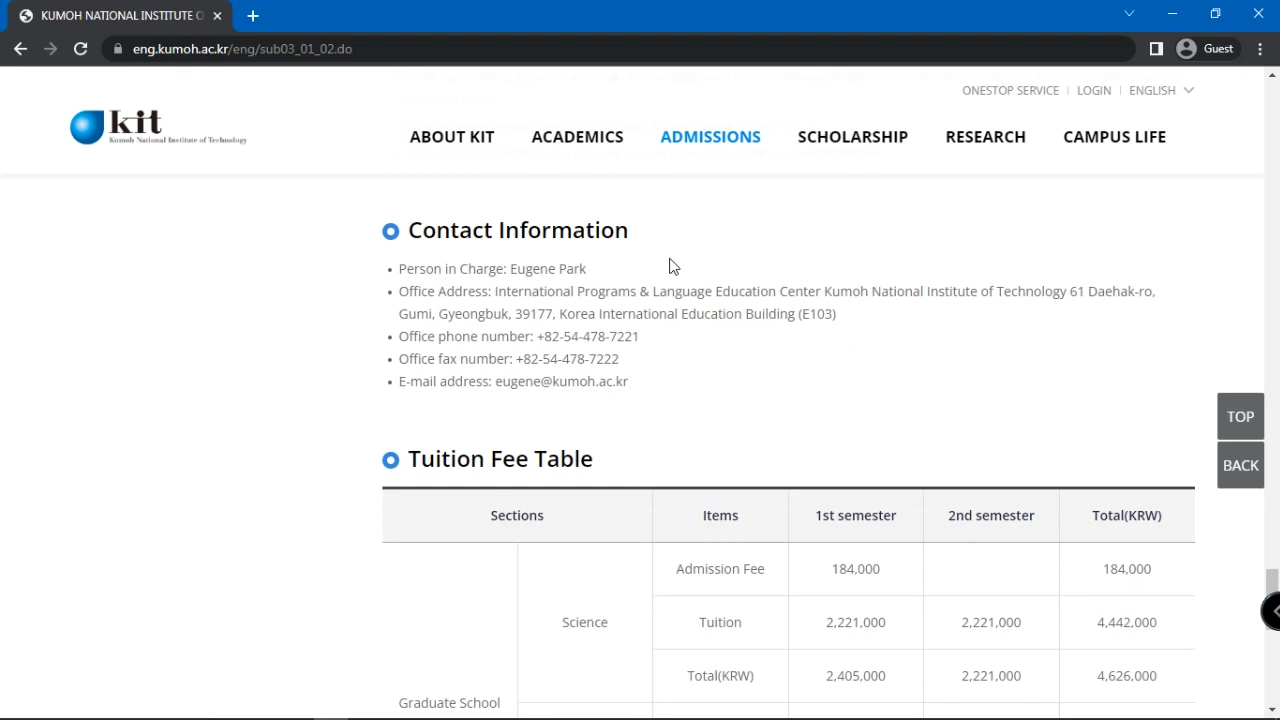 KUMOH NATIONAL INSTITUTE O
eng.kumoh.ac.kr/eng/sub03_01_02.do
Guest
ONESTOP SERVICE
LOGIN
ENGLISH
kit
Kumoh National Institute of Technology
ABOUT KIT
ACADEMICS
ADMISSIONS
SCHOLARSHIP
RESEARCH
CAMPUS LIFE
Contact Information
• Person in Charge: Eugene Park
• Office Address: International Programs & Language Education Center Kumoh National Institute of Technology 61 Daehak-ro,
Gumi, Gyeongbuk, 39177, Korea International Education Building (E103)
• Office phone number: +82-54-478-7221
• Office fax number: +82-54-478-7222
• E-mail address: eugene@kumoh.ac.kr
TOP
BACK
Tuition Fee Table
Sections Items 1st semester 2nd semester Total(KRW)
Admission Fee 184,000 184,000
Science Tuition 2,221,000 2,221,000 4,442,000
Total(KRW) 2,405,000 2,221,000 4,626,000
Graduate School